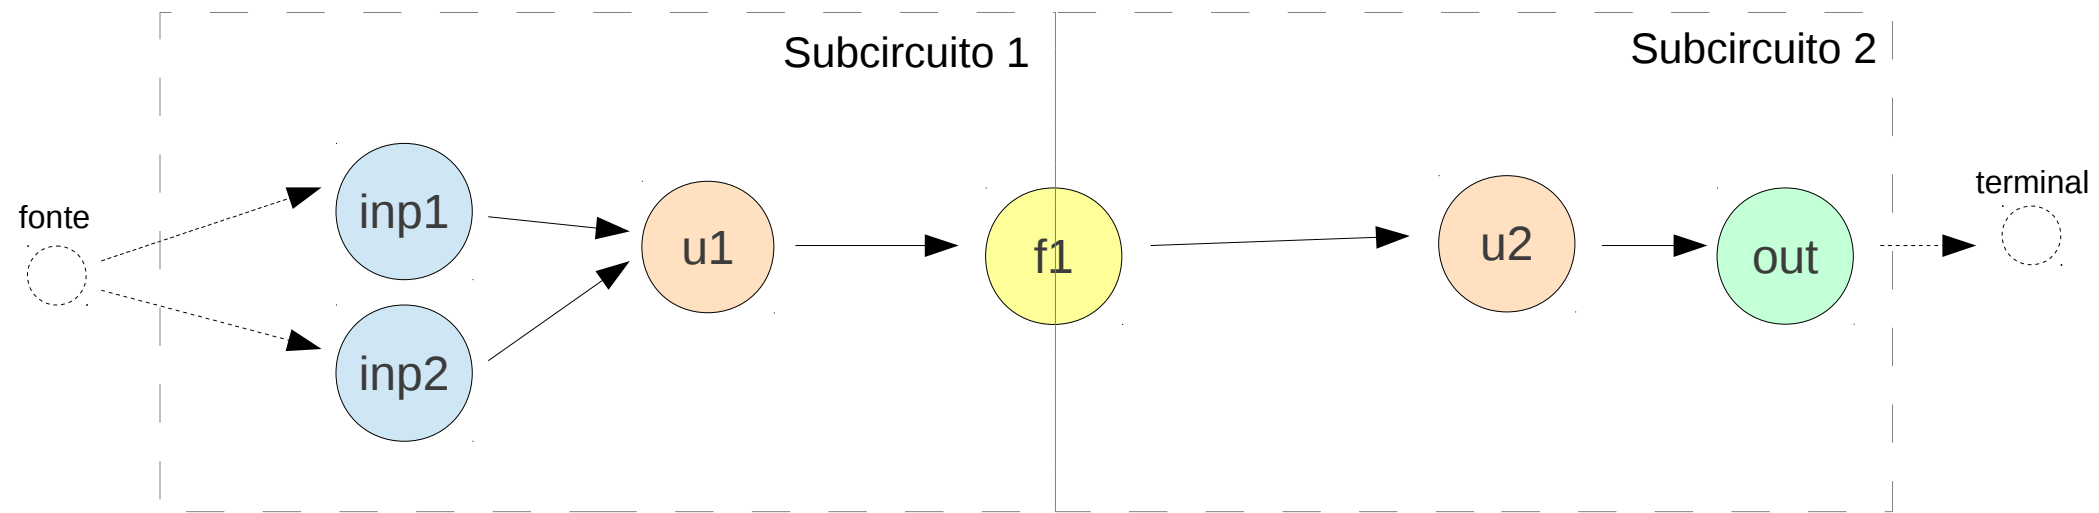 Subcircuito 1
Subcircuito 2
fonte
inp1
inp2
u1
f1
u2
out
terminal